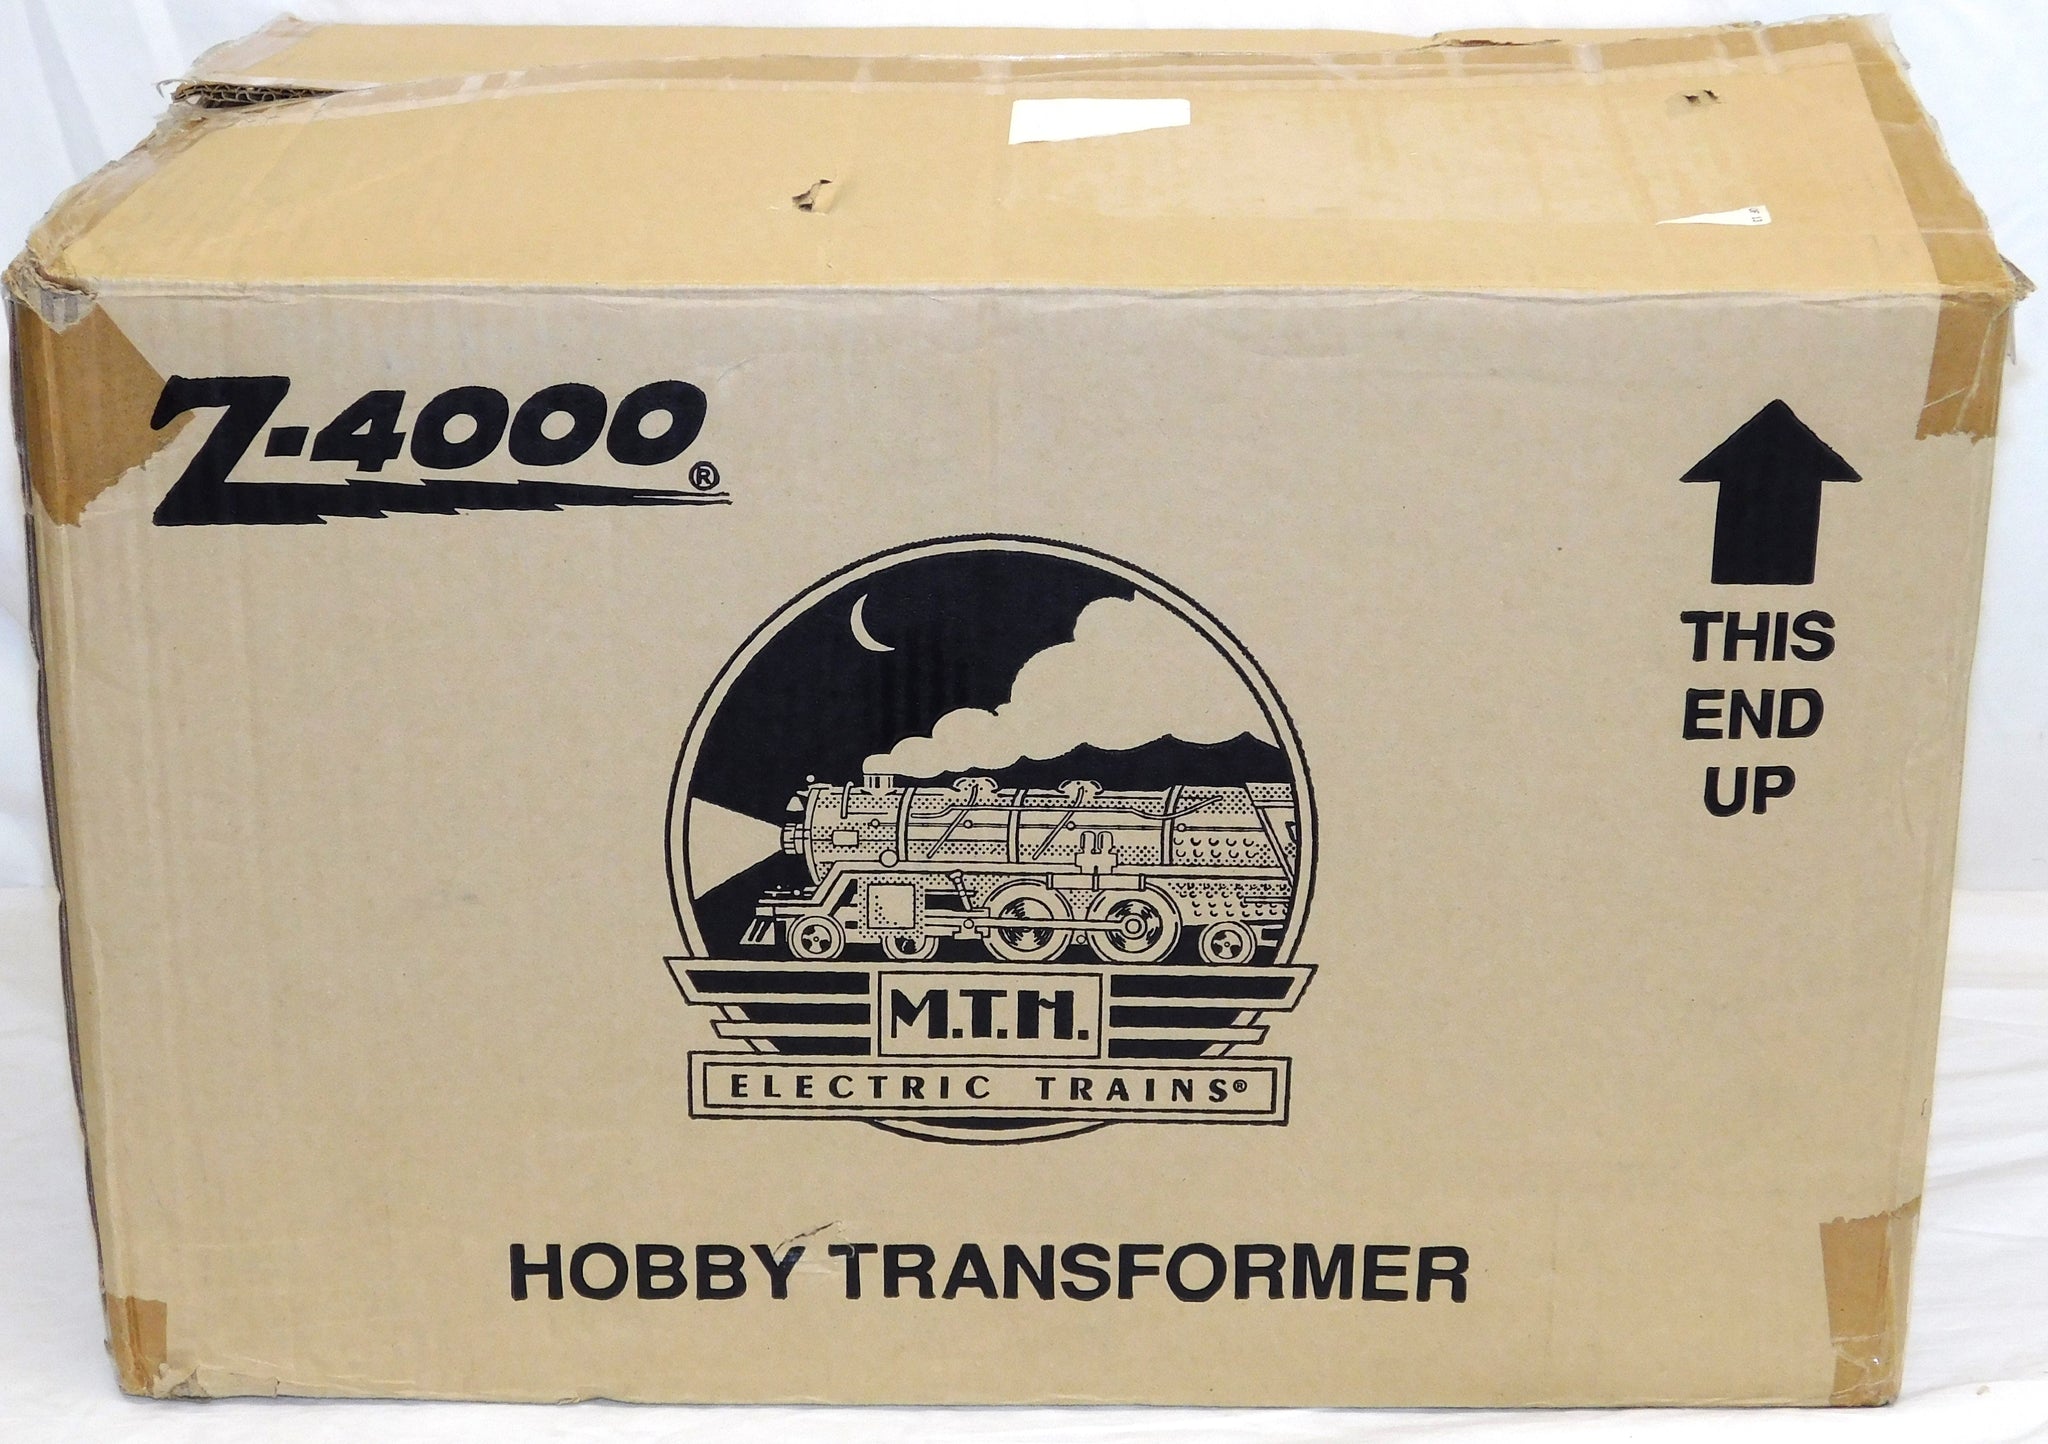 Z-4000®
THIS
END
UP
M.T.H.
ELECTRIC TRAINS®
HOBBY TRANSFORMER